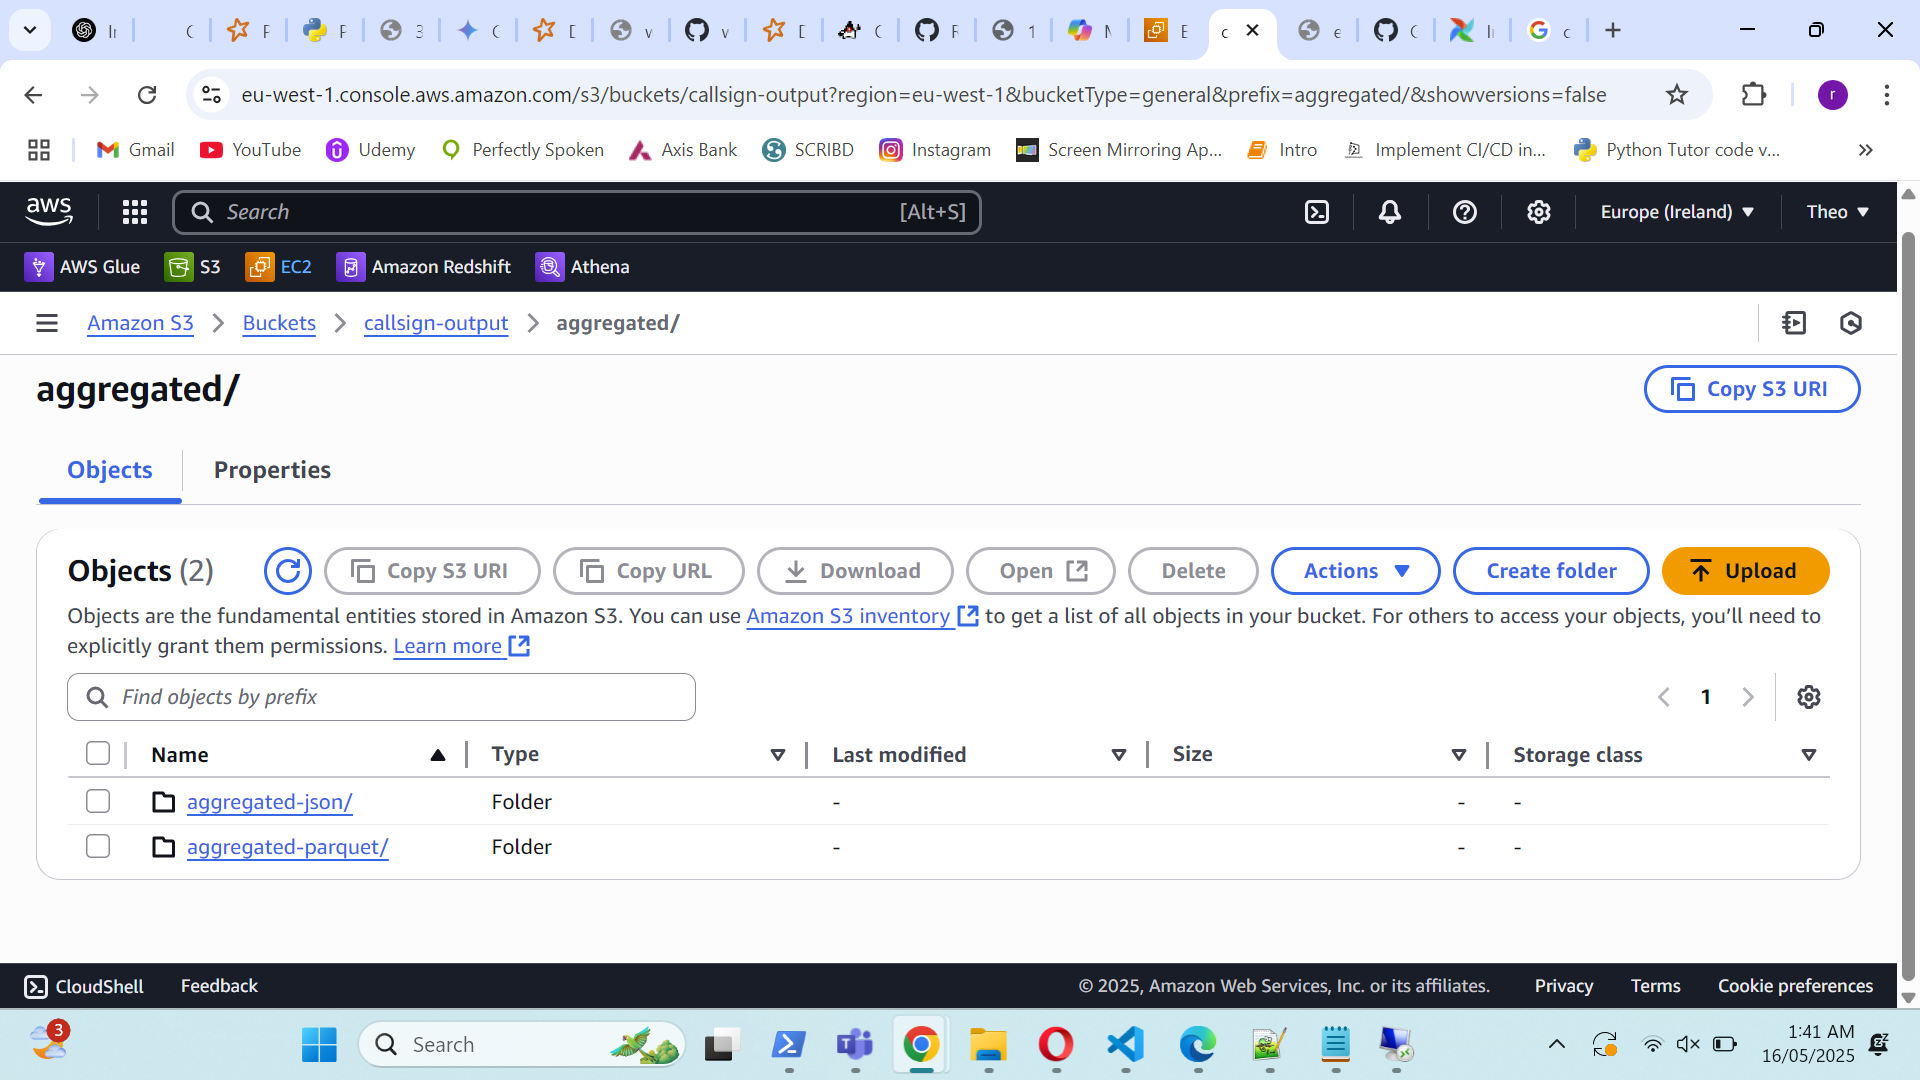 eu-west-1.console.aws.amazon.com/s3/buckets/callsign-output?region=eu-west-1&bucketType=general&prefix=aggregated/&showversions=false
r
Gmail YouTube Udemy Perfectly Spoken Axis Bank SCRIBD Instagram Screen Mirroring Ap... Intro Implement CI/CD in... Python Tutor code v... »
aws Search [Alt+S] Europe (Ireland) Theo
AWS Glue S3 EC2 Amazon Redshift Athena
Amazon S3 Buckets callsign-output aggregated/
aggregated/ Copy S3 URI
Objects Properties
Objects (2) Copy S3 URI Copy URL Download Open Delete Actions Create folder Upload
Objects are the fundamental entities stored in Amazon S3. You can use Amazon S3 inventory to get a list of all objects in your bucket. For others to access your objects, you’ll need to
explicitly grant them permissions. Learn more
Find objects by prefix 1
Name Type Last modified Size Storage class
aggregated-json/ Folder - - -
aggregated-parquet/ Folder - - -
CloudShell Feedback © 2025, Amazon Web Services, Inc. or its affiliates. Privacy Terms Cookie preferences
3 Search 1:41 AM
16/05/2025